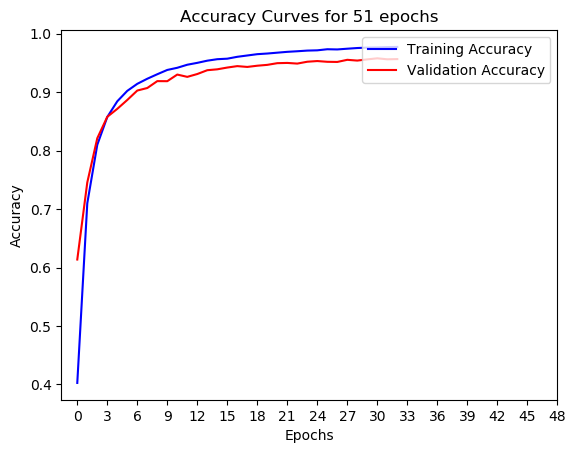 Accuracy Curves for 51 epochs
Training Accuracy
Validation Accuracy
1.0
0.9
0.8
0.7
0.6
0.5
0.4
Accuracy
0 3 6 9 12 15 18 21 24 27 30 33 36 39 42 45 48
Epochs